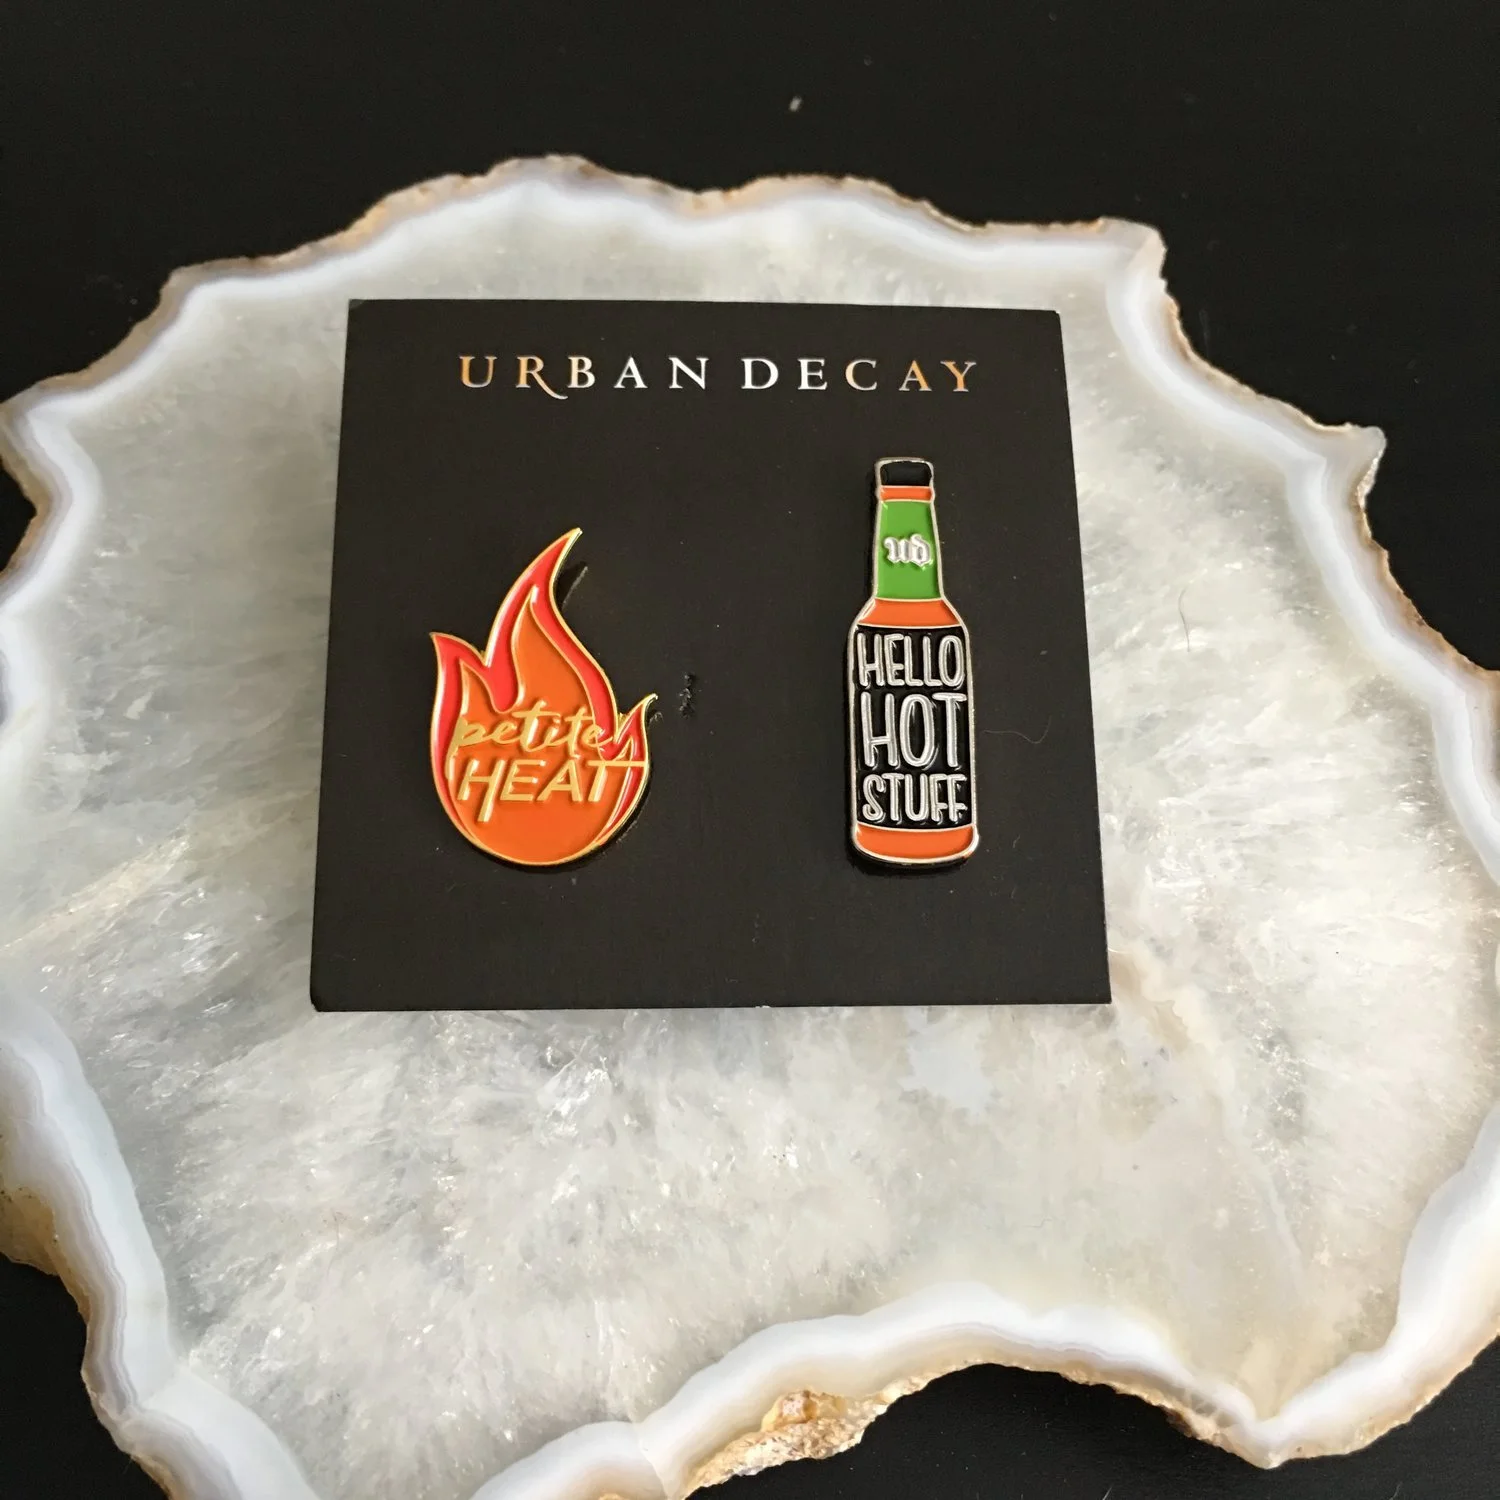 URBAN DECAY
petite
HEAT
ud
HELLO
HOT
STUFF